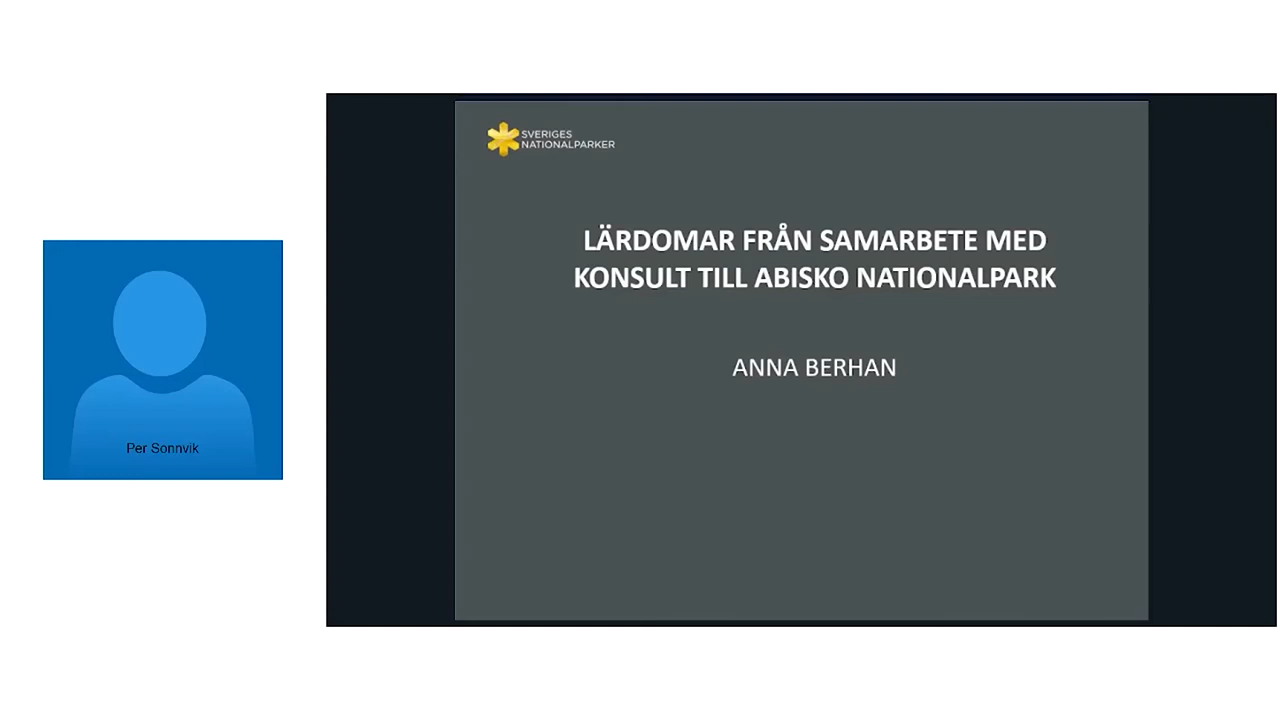 SVERIGES
NATIONALPARKER
LÄRDOMAR FRÅN SAMARBETE MED
KONSULT TILL ABISKO NATIONALPARK
ANNA BERHAN
Per Sonnvik